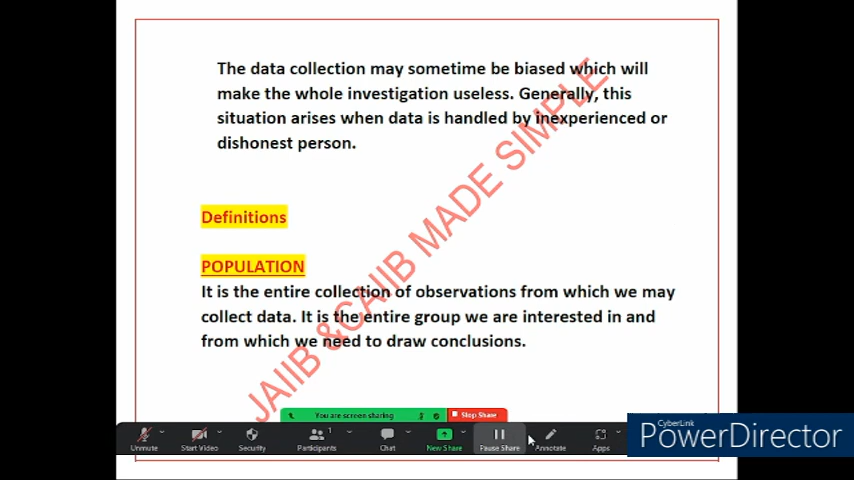 The data collection may sometime be biased which will
make the whole investigation useless. Generally, this
situation arises when data is handled by inexperienced or
dishonest person.
Definitions
POPULATION
It is the entire collection of observations from which we may
collect data. It is the entire group we are interested in and
from which we need to draw conclusions.
JAIIB &CAIIB MADE SIMPLE
You are screen sharing
Stop Share
1
Unmute
Start Video
Security
Participants
Chat
New Share
Pause Share
Annotate
Apps
CyberLink
PowerDirector